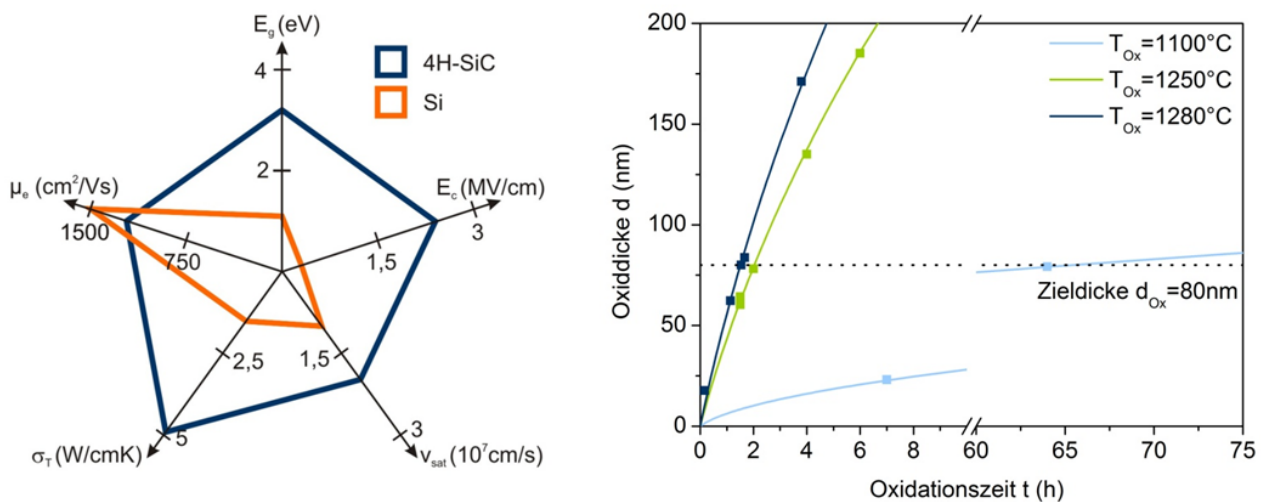 E_g (eV)
4
2
4H-SiC
Si
μ_e (cm²/Vs)
1500
750
E_c (MV/cm)
1,5
3
2,5
5
σ_T (W/cmK)
1,5
3
v_sat (10⁷cm/s)
Oxiddicke d (nm)
200
150
100
50
0
T_Ox=1100°C
T_Ox=1250°C
T_Ox=1280°C
Zieldicke d_Ox=80nm
0 2 4 6 8 60 65 70 75
Oxidationszeit t (h)